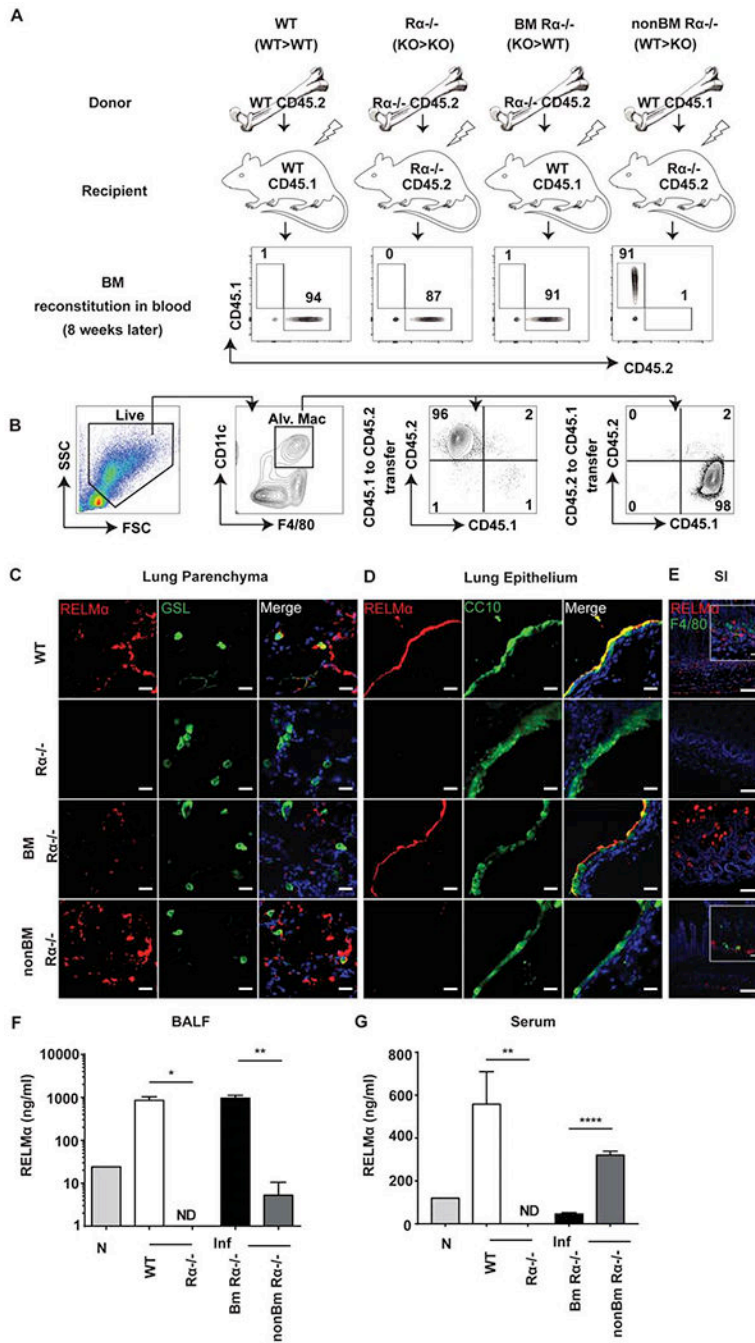 A
WT
(WT>WT)
Rα-/-
(KO>KO)
BM Rα-/-
(KO>WT)
nonBM Rα-/-
(WT>KO)
Donor
WT CD45.2
Rα-/- CD45.2
Rα-/- CD45.2
WT CD45.1
Recipient
WT
CD45.1
Rα-/-
CD45.2
WT
CD45.1
Rα-/-
CD45.2
BM
reconstitution in blood
(8 weeks later)
CD45.1
1
94
0
87
1
91
91
1
CD45.2
B
Live
SSC
FSC
Alv. Mac
CD11c
F4/80
CD45.1 to CD45.2
transfer
CD45.2
96
2
1
1
CD45.1
CD45.2 to CD45.1
transfer
CD45.2
0
2
0
98
CD45.1
C
Lung Parenchyma
D
Lung Epithelium
E
SI
RELMα
GSL
Merge
RELMα
CC10
Merge
RELMα
F4/80
WT
Rα-/-
BM
Rα-/-
nonBM
Rα-/-
F
BALF
RELMα (ng/ml)
10000
1000
100
10
1
*
**
ND
N
WT
Rα-/-
Inf
Bm Rα-/-
nonBm Rα-/-
G
Serum
RELMα (ng/ml)
800
600
400
200
0
**
****
ND
N
WT
Rα-/-
Inf
Bm Rα-/-
nonBm Rα-/-